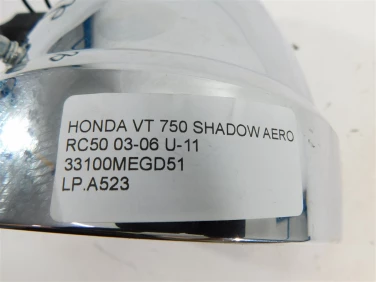 HONDA VT 750 SHADOW AERO
RC50 03-06 U-11
33100MEGD51
LP.A523